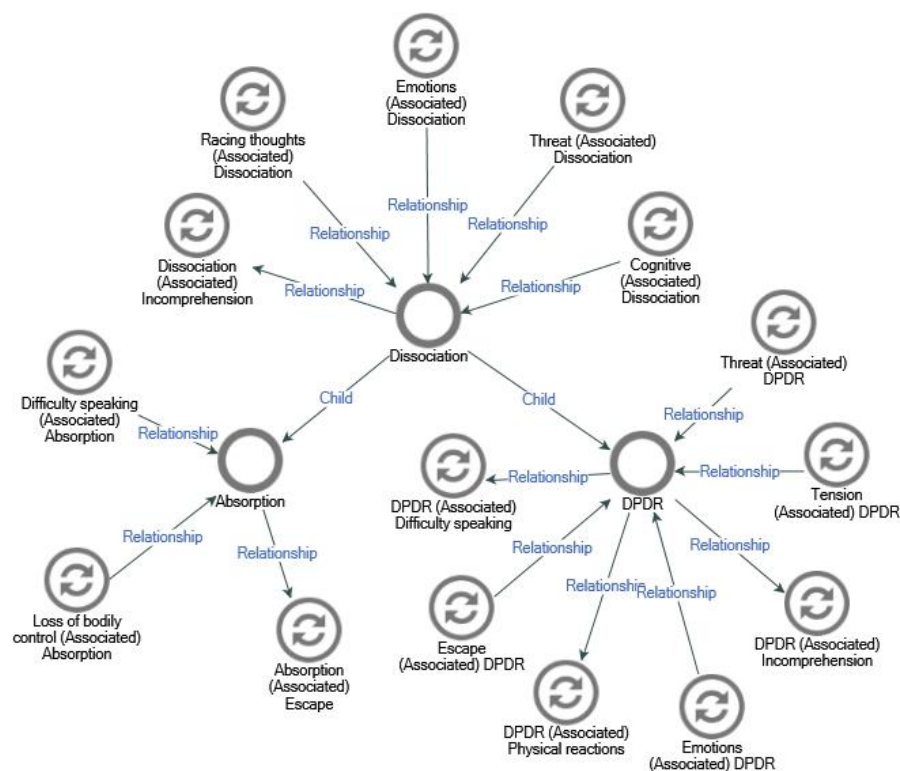 Emotions
(Associated)
Dissociation
Racing thoughts
(Associated)
Dissociation
Threat (Associated)
Dissociation
Relationship
Relationship
Relationship
Dissociation
(Associated)
Incomprehension
Cognitive
(Associated)
Dissociation
Relationship
Relationship
Dissociation
Threat (Associated)
DPDR
Difficulty speaking
(Associated)
Absorption
Child
Child
Relationship
Relationship
Absorption
DPDR (Associated)
Difficulty speaking
Relationship
DPDR
Relationship
Tension
(Associated) DPDR
Relationship
Relationship
Relationship
Relationship
Loss of bodily
control (Associated)
Absorption
Relationship
Relationship
Escape
(Associated) DPDR
DPDR (Associated)
Incomprehension
Absorption
(Associated)
Escape
DPDR (Associated)
Physical reactions
Emotions
(Associated) DPDR